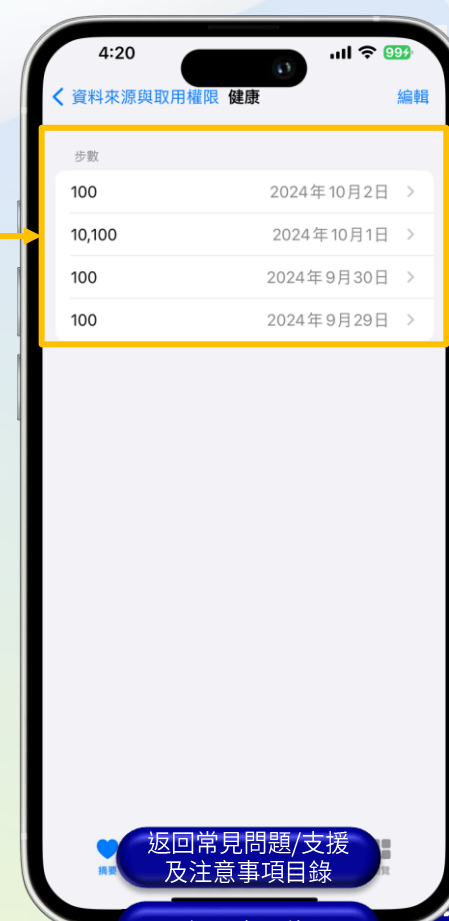 4:20
99
資料來源與取用權限 健康 編輯
步數
100 2024年10月2日
10,100 2024年10月1日
100 2024年9月30日
100 2024年9月29日
返回常見問題/支援
及注意事項目錄
摘要